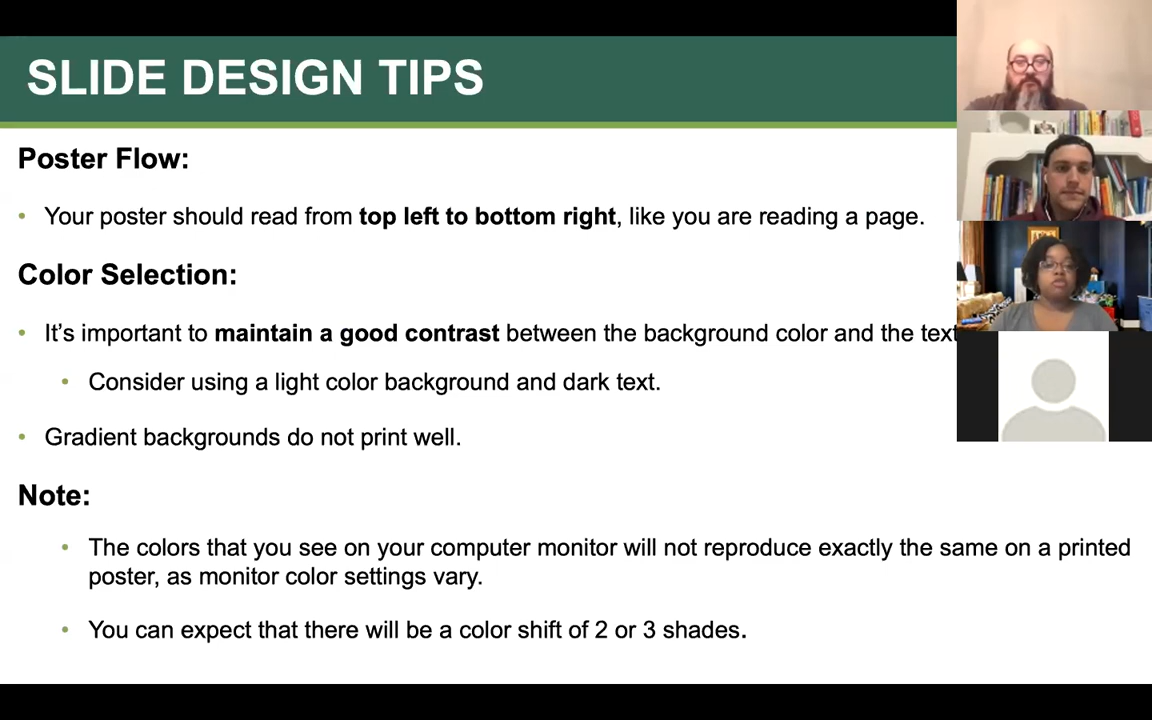 SLIDE DESIGN TIPS
Poster Flow:
• Your poster should read from top left to bottom right, like you are reading a page.
Color Selection:
• It’s important to maintain a good contrast between the background color and the text
• Consider using a light color background and dark text.
• Gradient backgrounds do not print well.
Note:
• The colors that you see on your computer monitor will not reproduce exactly the same on a printed
poster, as monitor color settings vary.
• You can expect that there will be a color shift of 2 or 3 shades.